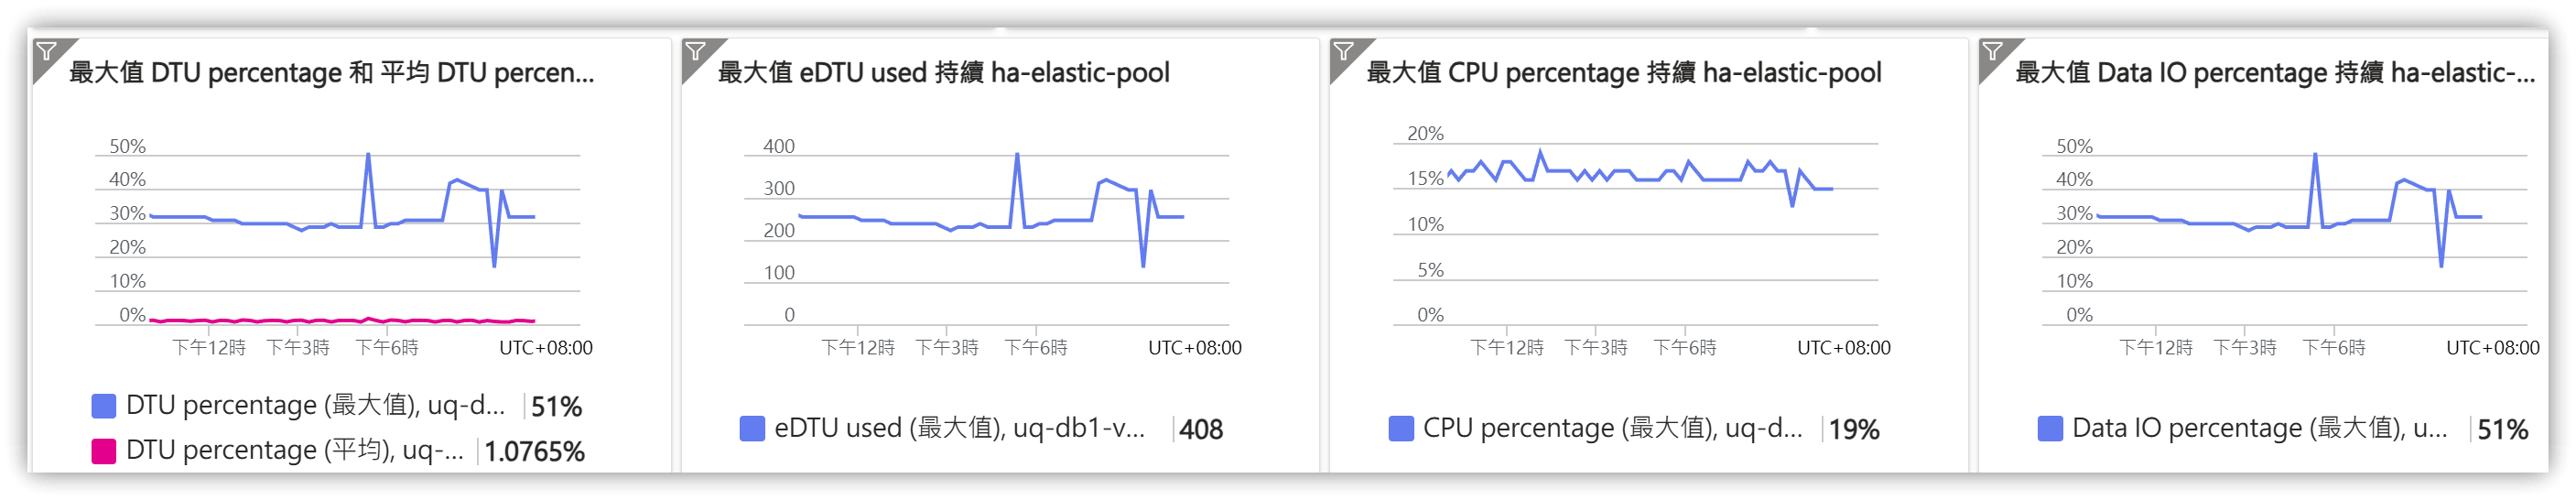 最大值 DTU percentage 和 平均 DTU percen...
50%
40%
30%
20%
10%
0%
下午12時 下午3時 下午6時 UTC+08:00
DTU percentage (最大值), uq-d... 51%
DTU percentage (平均), uq-... 1.0765%
最大值 eDTU used 持續 ha-elastic-pool
400
300
200
100
0
下午12時 下午3時 下午6時 UTC+08:00
eDTU used (最大值), uq-db1-v... 408
最大值 CPU percentage 持續 ha-elastic-pool
20%
15%
10%
5%
0%
下午12時 下午3時 下午6時 UTC+08:00
CPU percentage (最大值), uq-d... 19%
最大值 Data IO percentage 持續 ha-elastic-...
50%
40%
30%
20%
10%
0%
下午12時 下午3時 下午6時 UTC+08:00
Data IO percentage (最大值), u... 51%